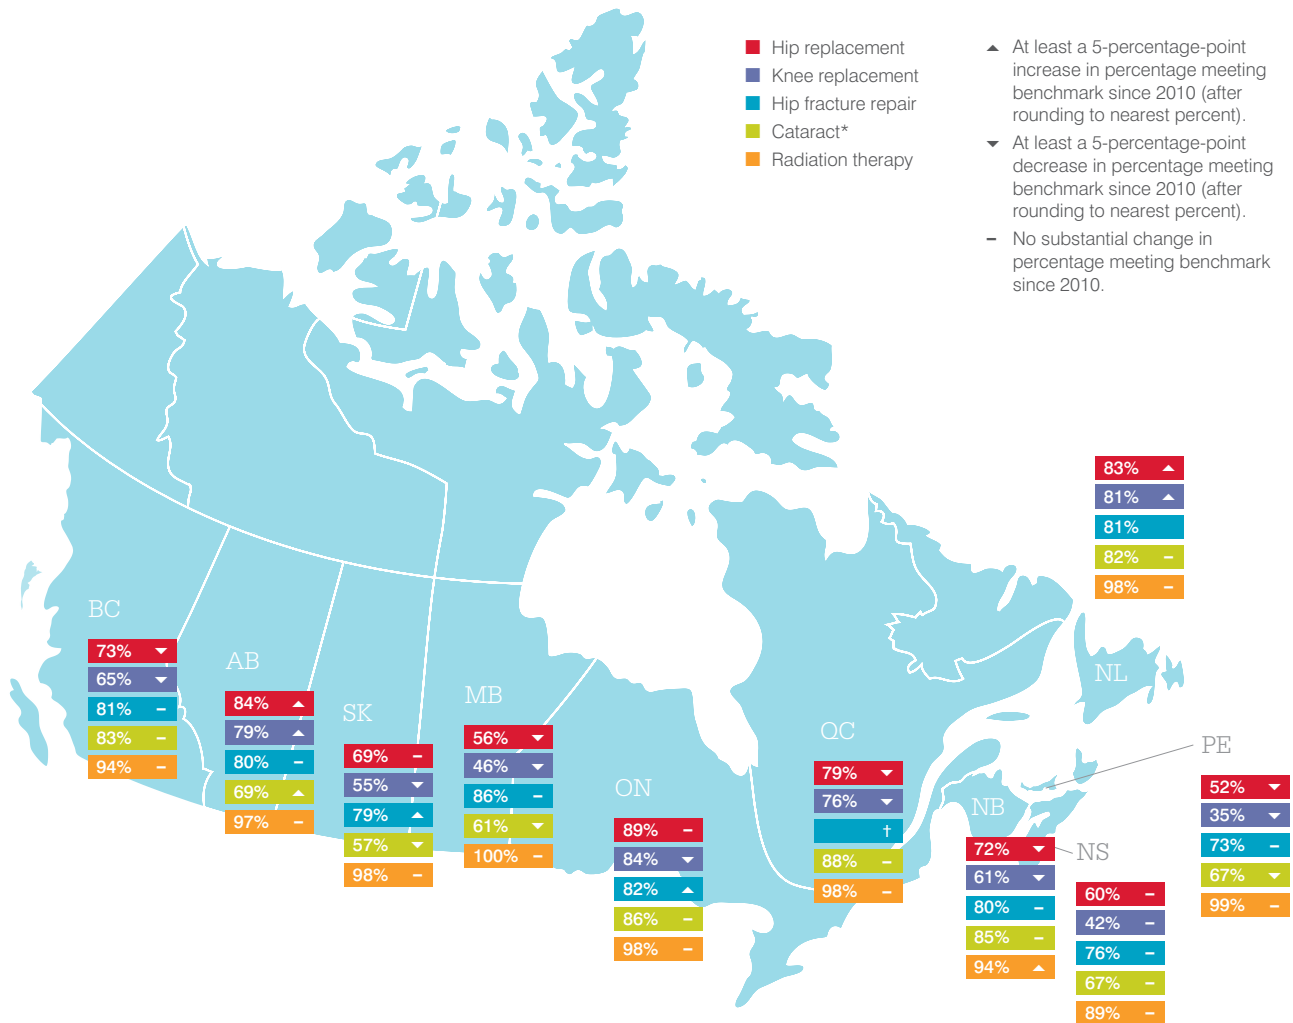 Hip replacement
Knee replacement
Hip fracture repair
Cataract*
Radiation therapy
▲ At least a 5-percentage-point
increase in percentage meeting
benchmark since 2010 (after
rounding to nearest percent).
▼ At least a 5-percentage-point
decrease in percentage meeting
benchmark since 2010 (after
rounding to nearest percent).
– No substantial change in
percentage meeting benchmark
since 2010.
BC
73% ▼
65% ▼
81% –
83% –
94% –
AB
84% ▲
79% ▲
80% –
69% ▲
97% –
SK
69% –
55% ▼
79% ▲
57% ▼
98% –
MB
56% ▼
46% ▼
86% –
61% ▼
100% –
ON
89% –
84% ▼
82% ▲
86% –
98% –
QC
79% ▼
76% ▼
†
88% –
98% –
NB
72% ▼
61% ▼
80% –
85% –
94% ▲
NS
60% –
42% –
76% –
67% –
89% –
PE
52% ▼
35% ▼
73% –
67% ▼
99% –
NL
83% ▲
81% ▲
81%
82% –
98% –